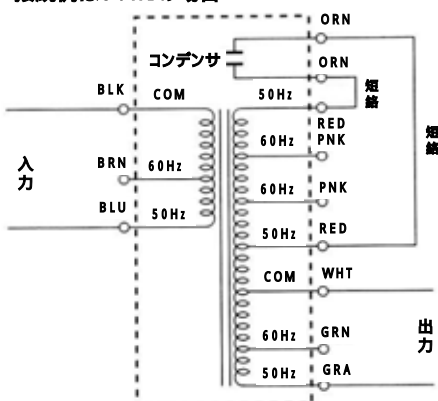 ORN
コンデンサ
ORN
BLK
COM
50Hz
短絡
RED
60Hz
PNK
短絡
BRN
60Hz
入力
60Hz
PNK
BLU
50Hz
50Hz
RED
COM
WHT
60Hz
GRN
出力
50Hz
GRA